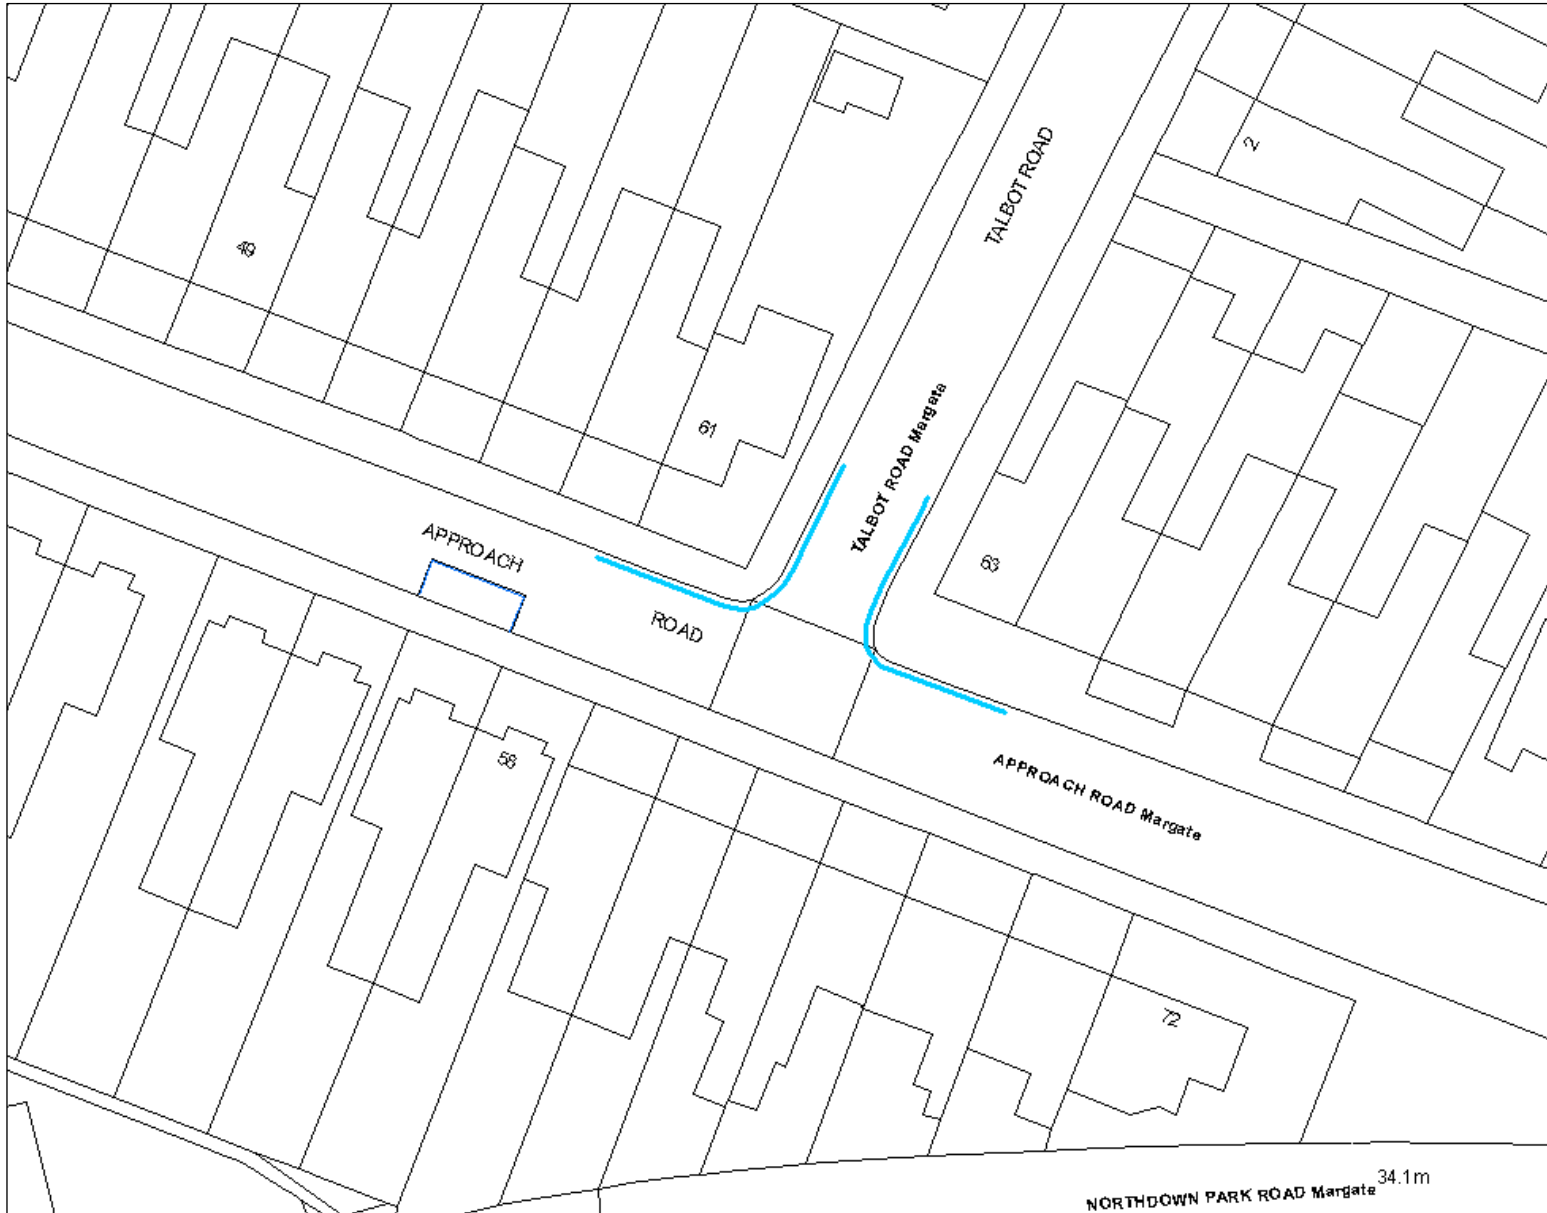 TALBOT ROAD
2
49
TALBOT ROAD Margate
61
APPROACH
63
ROAD
58
APPROACH ROAD Margate
72
34.1m
NORTHDOWN PARK ROAD Margate